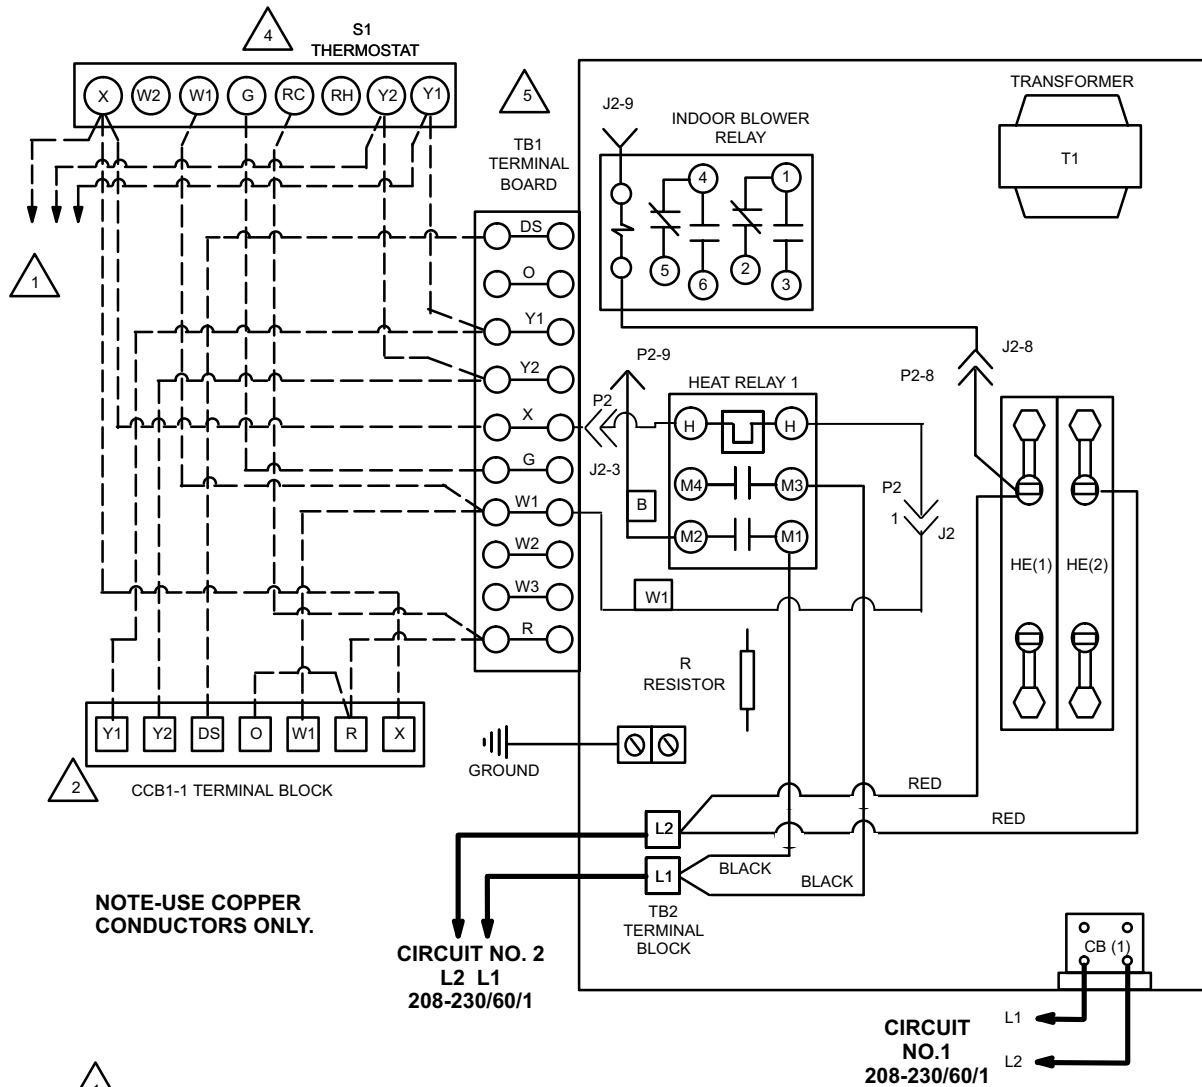 4
S1
THERMOSTAT
X W2 W1 G RC RH Y2 Y1
5
TB1
TERMINAL
BOARD
DS
O
Y1
Y2
X
G
W1
W2
W3
R
1
J2-9
INDOOR BLOWER
RELAY
4 1
5 2
6 3
TRANSFORMER
T1
J2-8
P2-8
P2-9
HEAT RELAY 1
P2
J2-3
H H
M4 M3
B
M2 M1
W1
P2
1
J2
HE(1) HE(2)
R
RESISTOR
Y1 Y2 DS O W1 R X
2
CCB1-1 TERMINAL BLOCK
GROUND
RED
RED
L2
L1
BLACK
BLACK
TB2
TERMINAL
BLOCK
NOTE-USE COPPER
CONDUCTORS ONLY.
CIRCUIT NO. 2
L2 L1
208-230/60/1
CB (1)
CIRCUIT
NO.1
208-230/60/1
L1
L2